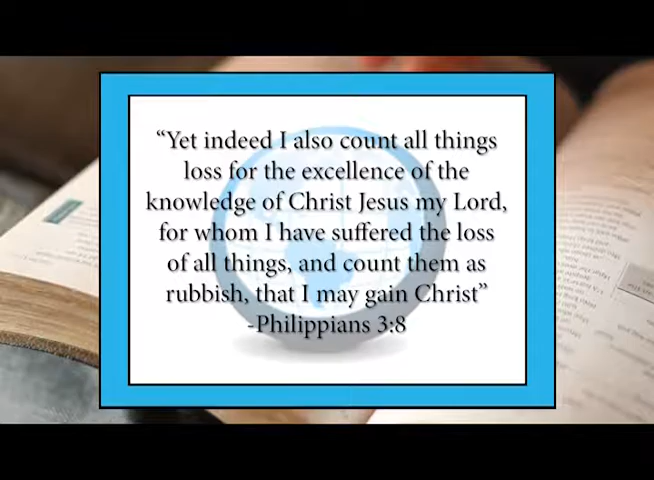 “Yet indeed I also count all things
loss for the excellence of the
knowledge of Christ Jesus my Lord,
for whom I have suffered the loss
of all things, and count them as
rubbish, that I may gain Christ”
-Philippians 3:8